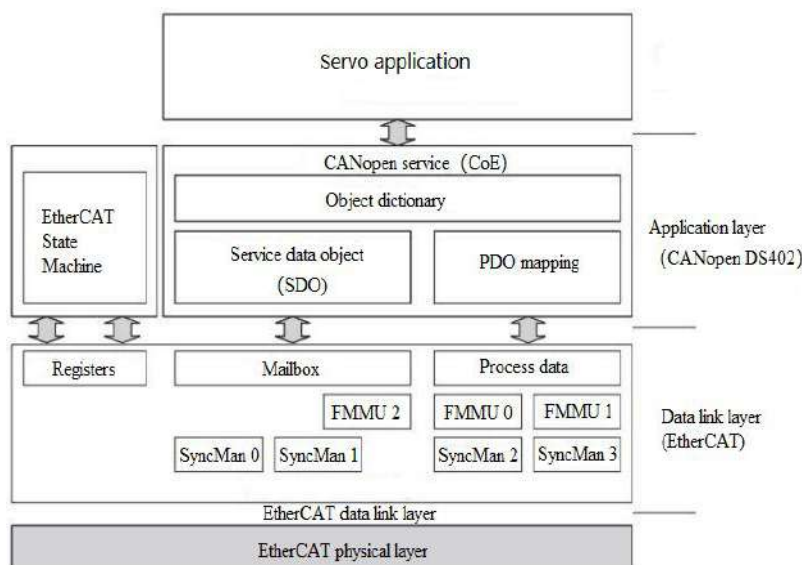 Servo application
CANopen service (CoE)
Object dictionary
EtherCAT
State
Machine
Service data object
(SDO)
PDO mapping
Application layer
(CANopen DS402)
Registers
Mailbox
Process data
FMMU 2
FMMU 0
FMMU 1
SyncMan 0
SyncMan 1
SyncMan 2
SyncMan 3
Data link layer
(EtherCAT)
EtherCAT data link layer
EtherCAT physical layer